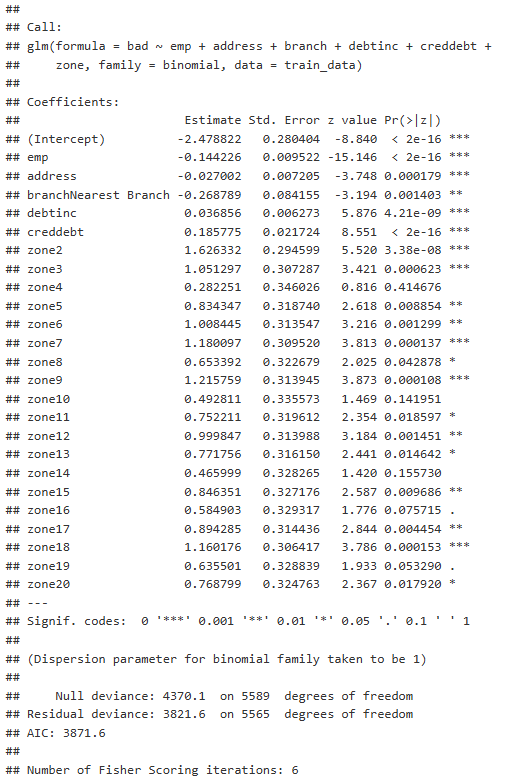 ##
## Call:
## glm(formula = bad ~ emp + address + branch + debtinc + creddebt +
##     zone, family = binomial, data = train_data)
##
## Coefficients:
##                       Estimate Std. Error z value Pr(>|z|)
## (Intercept)          -2.478822   0.280404  -8.840  < 2e-16 ***
## emp                  -0.144226   0.009522 -15.146  < 2e-16 ***
## address              -0.027002   0.007205  -3.748 0.000179 ***
## branchNearest Branch -0.268789   0.084155  -3.194 0.001403 **
## debtinc               0.036856   0.006273   5.876 4.21e-09 ***
## creddebt              0.185775   0.021724   8.551  < 2e-16 ***
## zone2                 1.626332   0.294599   5.520 3.38e-08 ***
## zone3                 1.051297   0.307287   3.421 0.000623 ***
## zone4                 0.282251   0.346026   0.816 0.414676
## zone5                 0.834347   0.318740   2.618 0.008854 **
## zone6                 1.008445   0.313547   3.216 0.001299 **
## zone7                 1.180097   0.309520   3.813 0.000137 ***
## zone8                 0.653392   0.322679   2.025 0.042878 *
## zone9                 1.215759   0.313945   3.873 0.000108 ***
## zone10                0.492811   0.335573   1.469 0.141951
## zone11                0.752211   0.319612   2.354 0.018597 *
## zone12                0.999847   0.313988   3.184 0.001451 **
## zone13                0.771756   0.316150   2.441 0.014642 *
## zone14                0.465999   0.328265   1.420 0.155730
## zone15                0.846351   0.327176   2.587 0.009686 **
## zone16                0.584903   0.329317   1.776 0.075715 .
## zone17                0.894285   0.314436   2.844 0.004454 **
## zone18                1.160176   0.306417   3.786 0.000153 ***
## zone19                0.635501   0.328839   1.933 0.053290 .
## zone20                0.768799   0.324763   2.367 0.017920 *
## ---
## Signif. codes:  0 '***' 0.001 '**' 0.01 '*' 0.05 '.' 0.1 ' ' 1
##
## (Dispersion parameter for binomial family taken to be 1)
##
##     Null deviance: 4370.1  on 5589  degrees of freedom
## Residual deviance: 3821.6  on 5565  degrees of freedom
## AIC: 3871.6
##
## Number of Fisher Scoring iterations: 6